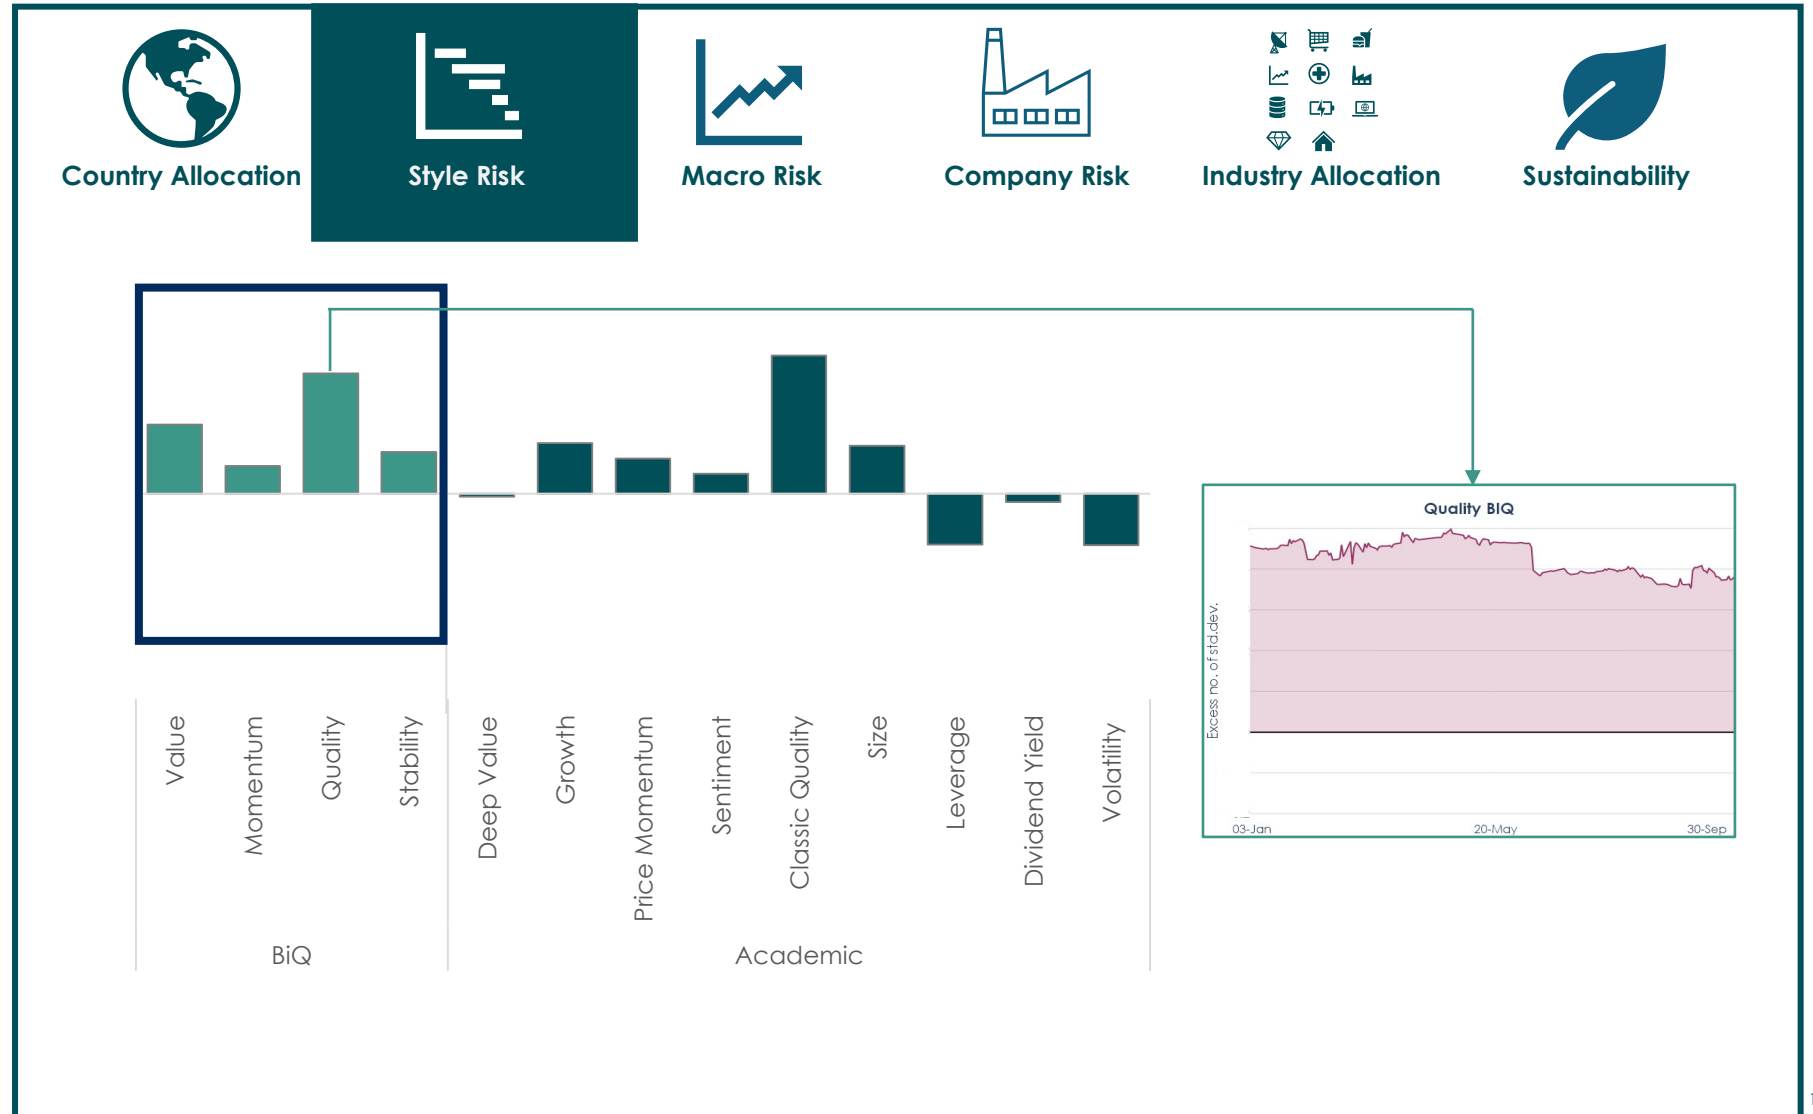 Country Allocation
Style Risk
Macro Risk
Company Risk
Industry Allocation
Sustainability
Value
Momentum
Quality
Stability
Deep Value
Growth
Price Momentum
Sentiment
Classic Quality
Size
Leverage
Dividend Yield
Volatility
BiQ
Academic
Quality BIQ
Excess no. of std.dev.
03-Jan
20-May
30-Sep